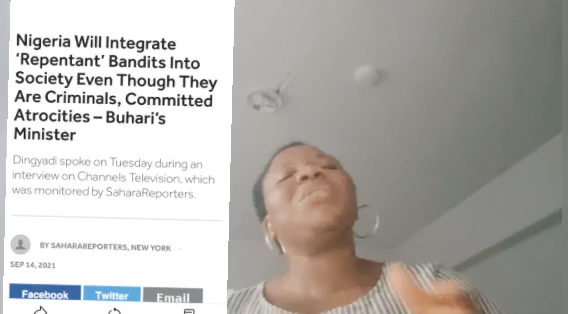 Nigeria Will Integrate
‘Repentant’ Bandits Into
Society Even Though They
Are Criminals, Committed
Atrocities – Buhari’s
Minister
Dingyadi spoke on Tuesday during an
interview on Channels Television, which
was monitored by SaharaReporters.
BY SAHARAREPORTERS, NEW YORK -
SEP 14, 2021
Facebook Twitter Email